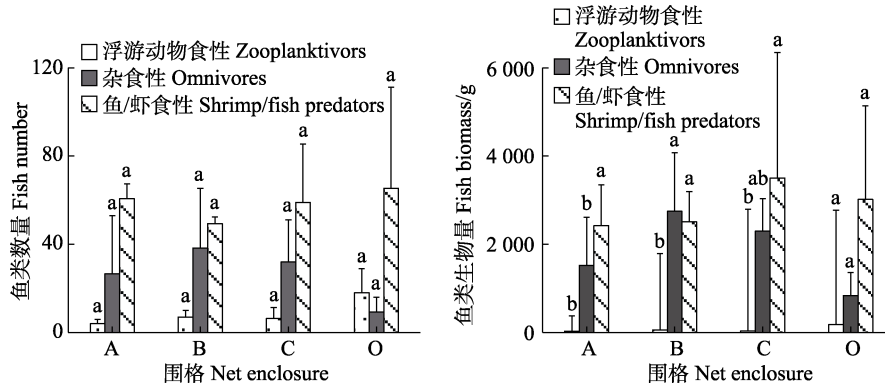 浮游动物食性 Zooplanktivors
杂食性 Omnivores
鱼/虾食性 Shrimp/fish predators
鱼类数量 Fish number
120
80
40
0
a a a
a a a
a a a
a a a
A B C O
围格 Net enclosure
浮游动物食性
Zooplanktivors
杂食性 Omnivores
鱼/虾食性
Shrimp/fish predators
鱼类生物量 Fish biomass/g
6 000
4 000
2 000
0
b b a
b a a
b ab a
a a a
A B C O
围格 Net enclosure